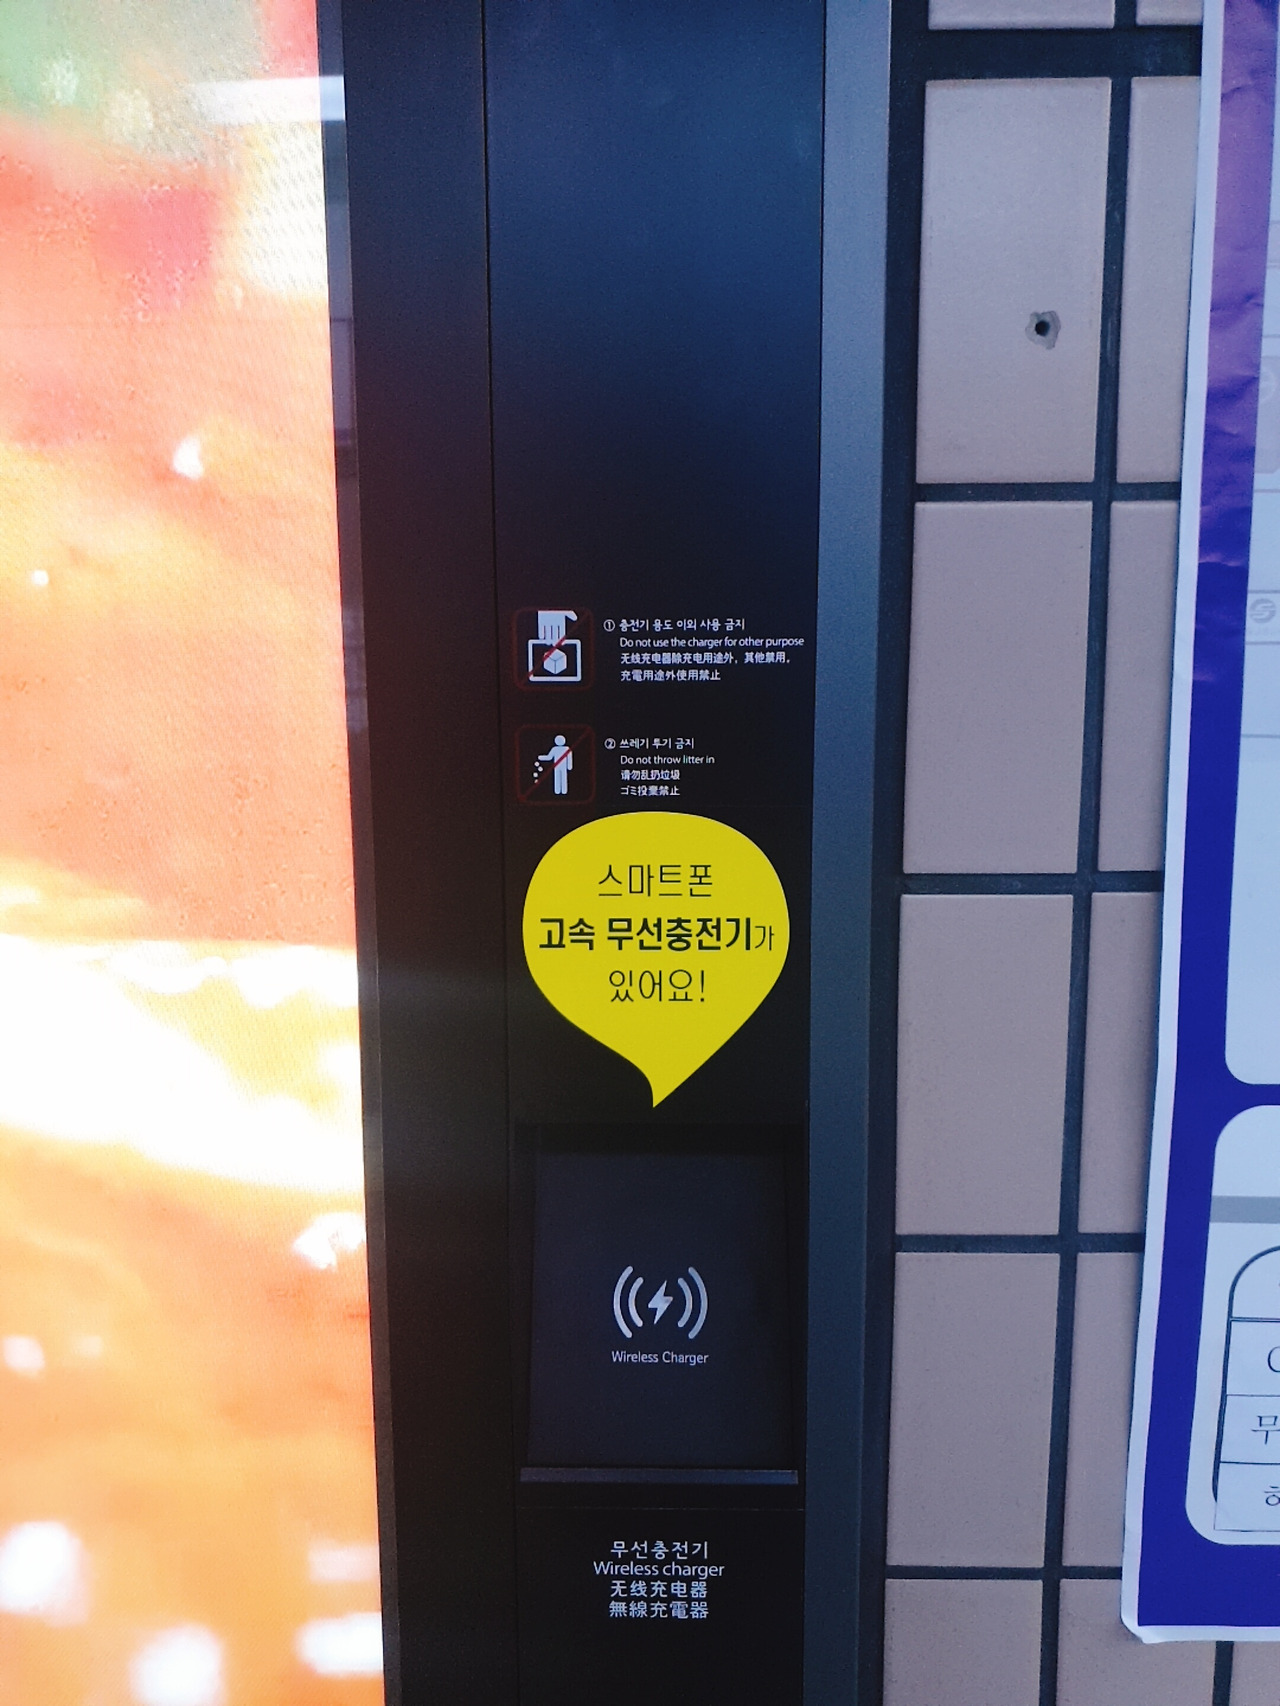 ① 충전기 용도 이외 사용 금지
Do not use the charger for other purpose
无线充电器除充电用途外，其他禁用。
充電用途外使用禁止
② 쓰레기 투기 금지
Do not throw litter in
请勿乱扔垃圾
ゴミ投棄禁止
스마트폰
고속 무선충전기가
있어요!
Wireless Charger
무선충전기
Wireless charger
无线充电器
無線充電器
무